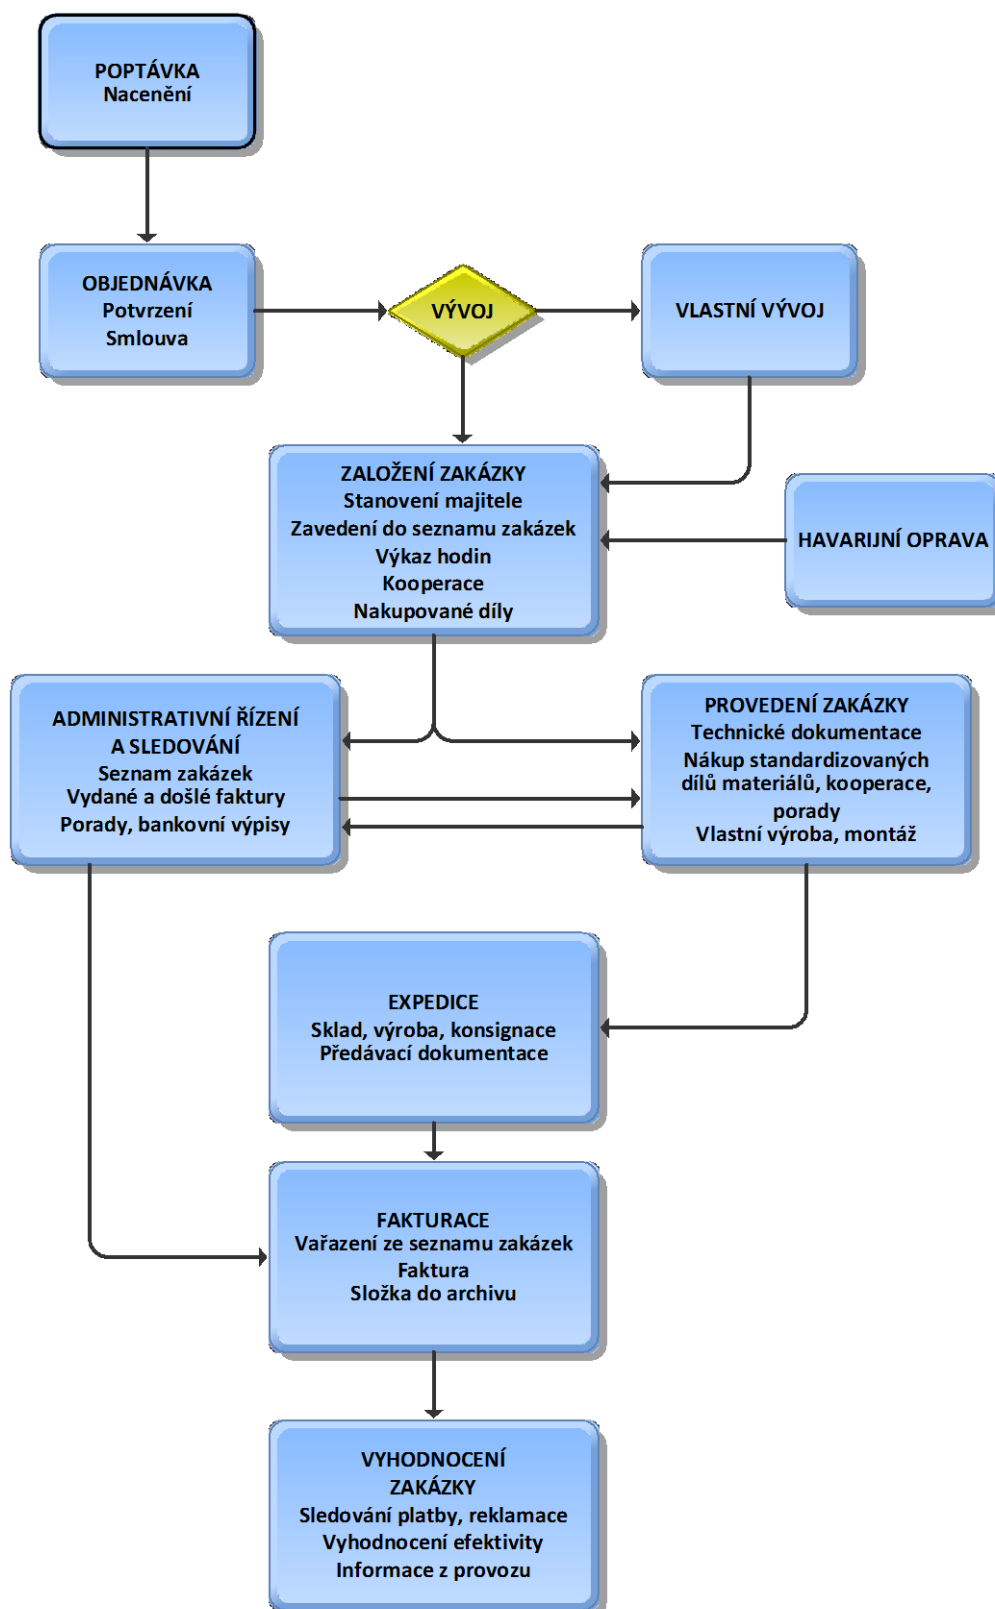 POPTÁVKA
Nacenění
OBJEDNÁVKA
Potvrzení
Smlouva
VÝVOJ
VLASTNÍ VÝVOJ
ZALOŽENÍ ZAKÁZKY
Stanovení majitele
Zavedení do seznamu zakázek
Výkaz hodin
Kooperace
Nakupované díly
HAVARIJNÍ OPRAVA
ADMINISTRATIVNÍ ŘÍZENÍ
A SLEDOVÁNÍ
Seznam zakázek
Vydané a došlé faktury
Porady, bankovní výpisy
PROVEDENÍ ZAKÁZKY
Technické dokumentace
Nákup standardizovaných
dílů materiálů, kooperace,
porady
Vlastní výroba, montáž
EXPEDICE
Sklad, výroba, konsignace
Předávací dokumentace
FAKTURACE
Vařazení ze seznamu zakázek
Faktura
Složka do archivu
VYHODNOCENÍ
ZAKÁZKY
Sledování platby, reklamace
Vyhodnocení efektivity
Informace z provozu